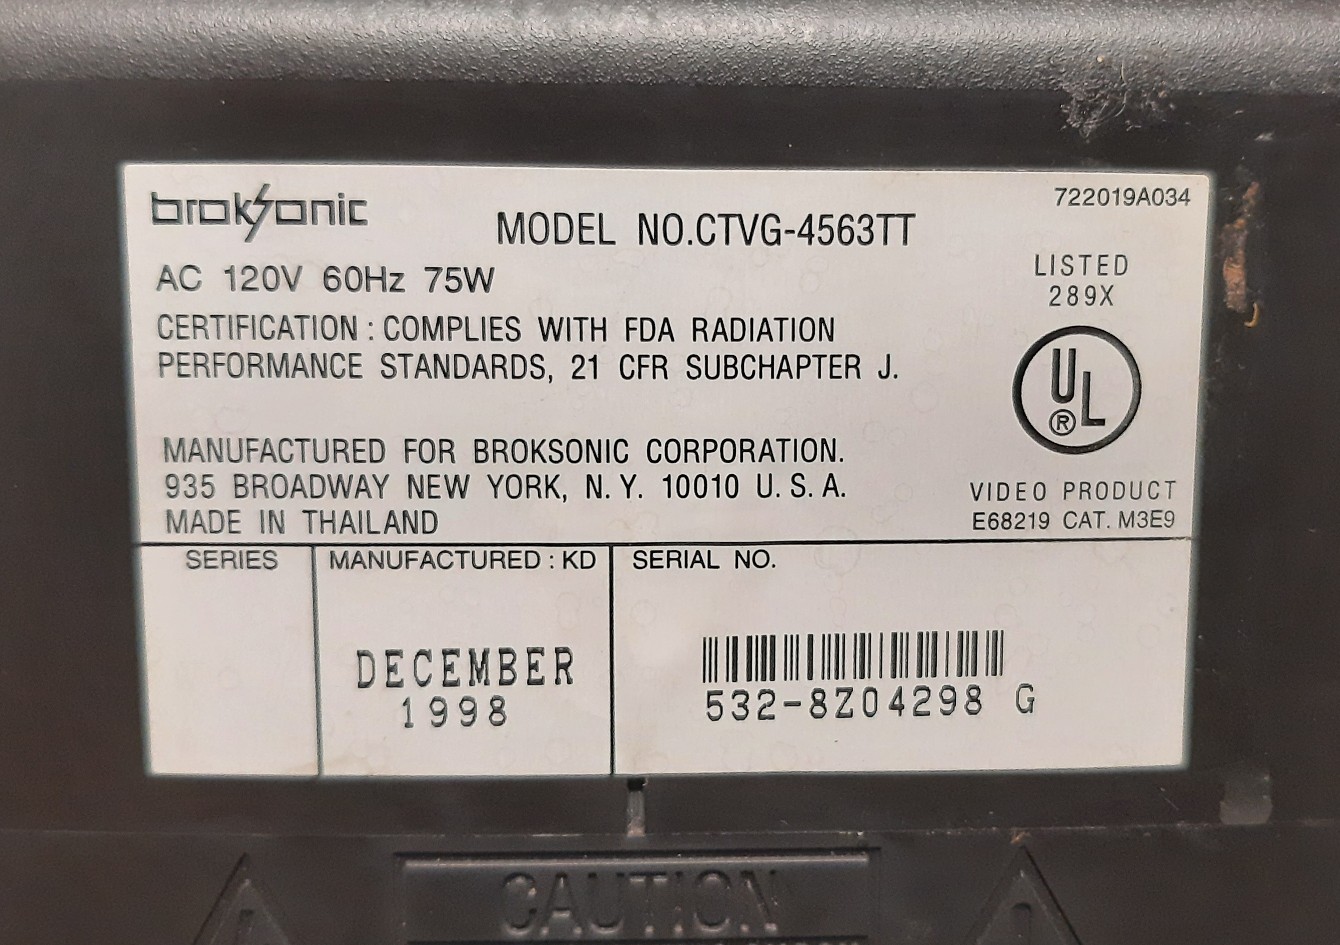 broksonic
MODEL NO.CTVG-4563TT
722019A034
AC 120V 60Hz 75W
LISTED
289X
CERTIFICATION : COMPLIES WITH FDA RADIATION
PERFORMANCE STANDARDS, 21 CFR SUBCHAPTER J.
UL
®
MANUFACTURED FOR BROKSONIC CORPORATION.
935 BROADWAY NEW YORK, N. Y. 10010 U. S. A.
MADE IN THAILAND
VIDEO PRODUCT
E68219 CAT. M3E9
SERIES
MANUFACTURED : KD
SERIAL NO.
DECEMBER
1998
532-8Z04298 G
CAUTION